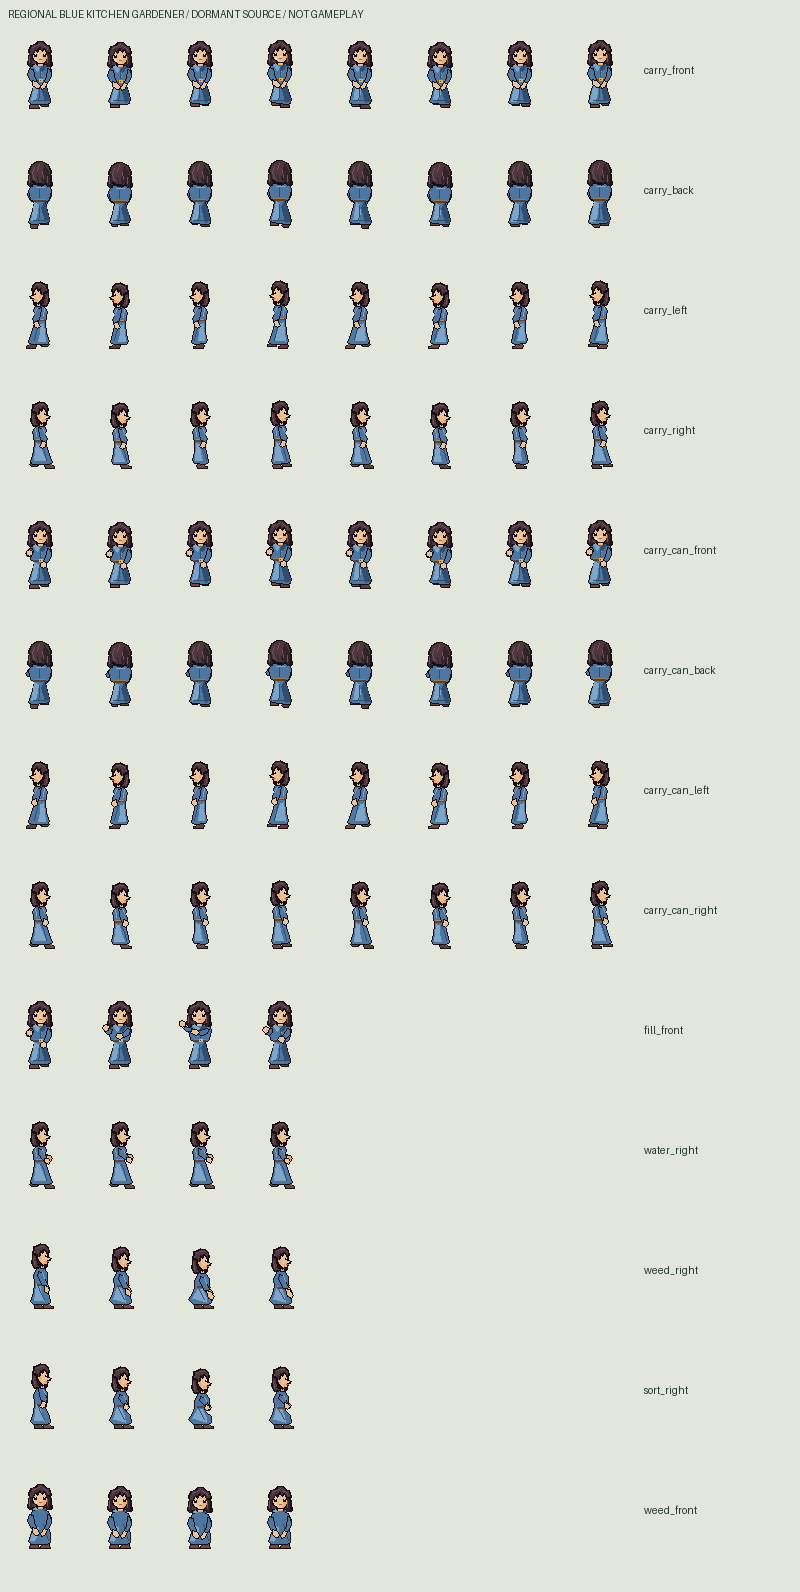 REGIONAL BLUE KITCHEN GARDENER / DORMANT SOURCE / NOT GAMEPLAY
carry_front
carry_back
carry_left
carry_right
carry_can_front
carry_can_back
carry_can_left
carry_can_right
fill_front
water_right
weed_right
sort_right
weed_front